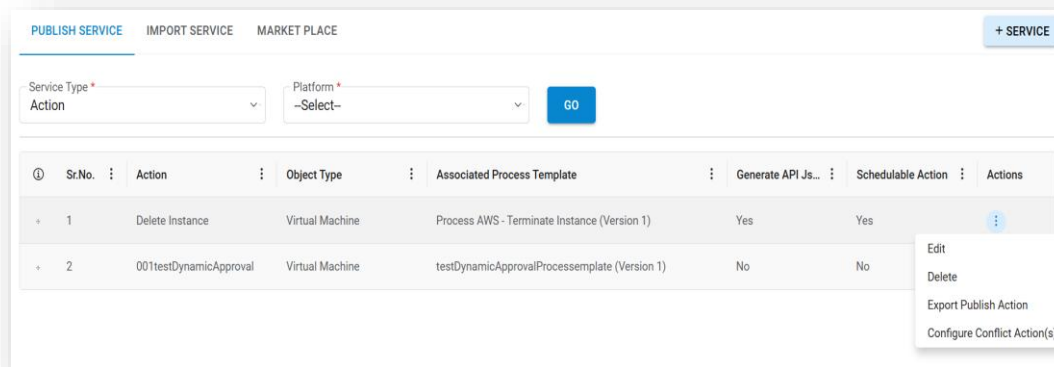 PUBLISH SERVICE IMPORT SERVICE MARKET PLACE + SERVICE
Service Type * Platform *
Action --Select-- GO
Sr.No. Action Object Type Associated Process Template Generate API Js... Schedulable Action Actions
1 Delete Instance Virtual Machine Process AWS - Terminate Instance (Version 1) Yes Yes
2 001testDynamicApproval Virtual Machine testDynamicApprovalProcessemplate (Version 1) No No
Edit
Delete
Export Publish Action
Configure Conflict Action(s)